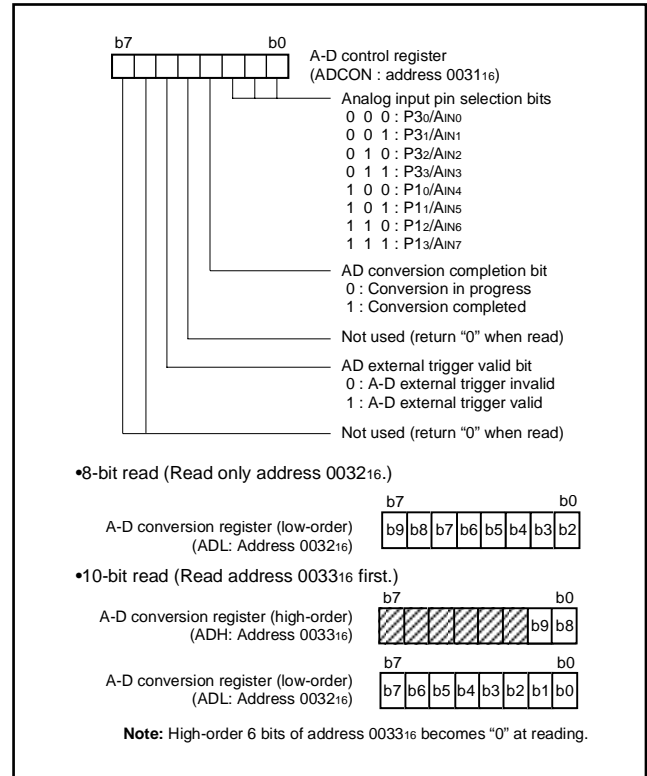 b7 b0
A-D control register
(ADCON : address 003116)
Analog input pin selection bits
0 0 0 : P30/AIN0
0 0 1 : P31/AIN1
0 1 0 : P32/AIN2
0 1 1 : P33/AIN3
1 0 0 : P10/AIN4
1 0 1 : P11/AIN5
1 1 0 : P12/AIN6
1 1 1 : P13/AIN7
AD conversion completion bit
0 : Conversion in progress
1 : Conversion completed
Not used (return “0” when read)
AD external trigger valid bit
0 : A-D external trigger invalid
1 : A-D external trigger valid
Not used (return “0” when read)
•8-bit read (Read only address 003216.)
b7 b0
A-D conversion register (low-order)
(ADL: Address 003216)
b9 b8 b7 b6 b5 b4 b3 b2
•10-bit read (Read address 003316 first.)
b7 b0
A-D conversion register (high-order)
(ADH: Address 003316)
b9 b8
b7 b0
A-D conversion register (low-order)
(ADL: Address 003216)
b7 b6 b5 b4 b3 b2 b1 b0
Note: High-order 6 bits of address 003316 becomes “0” at reading.